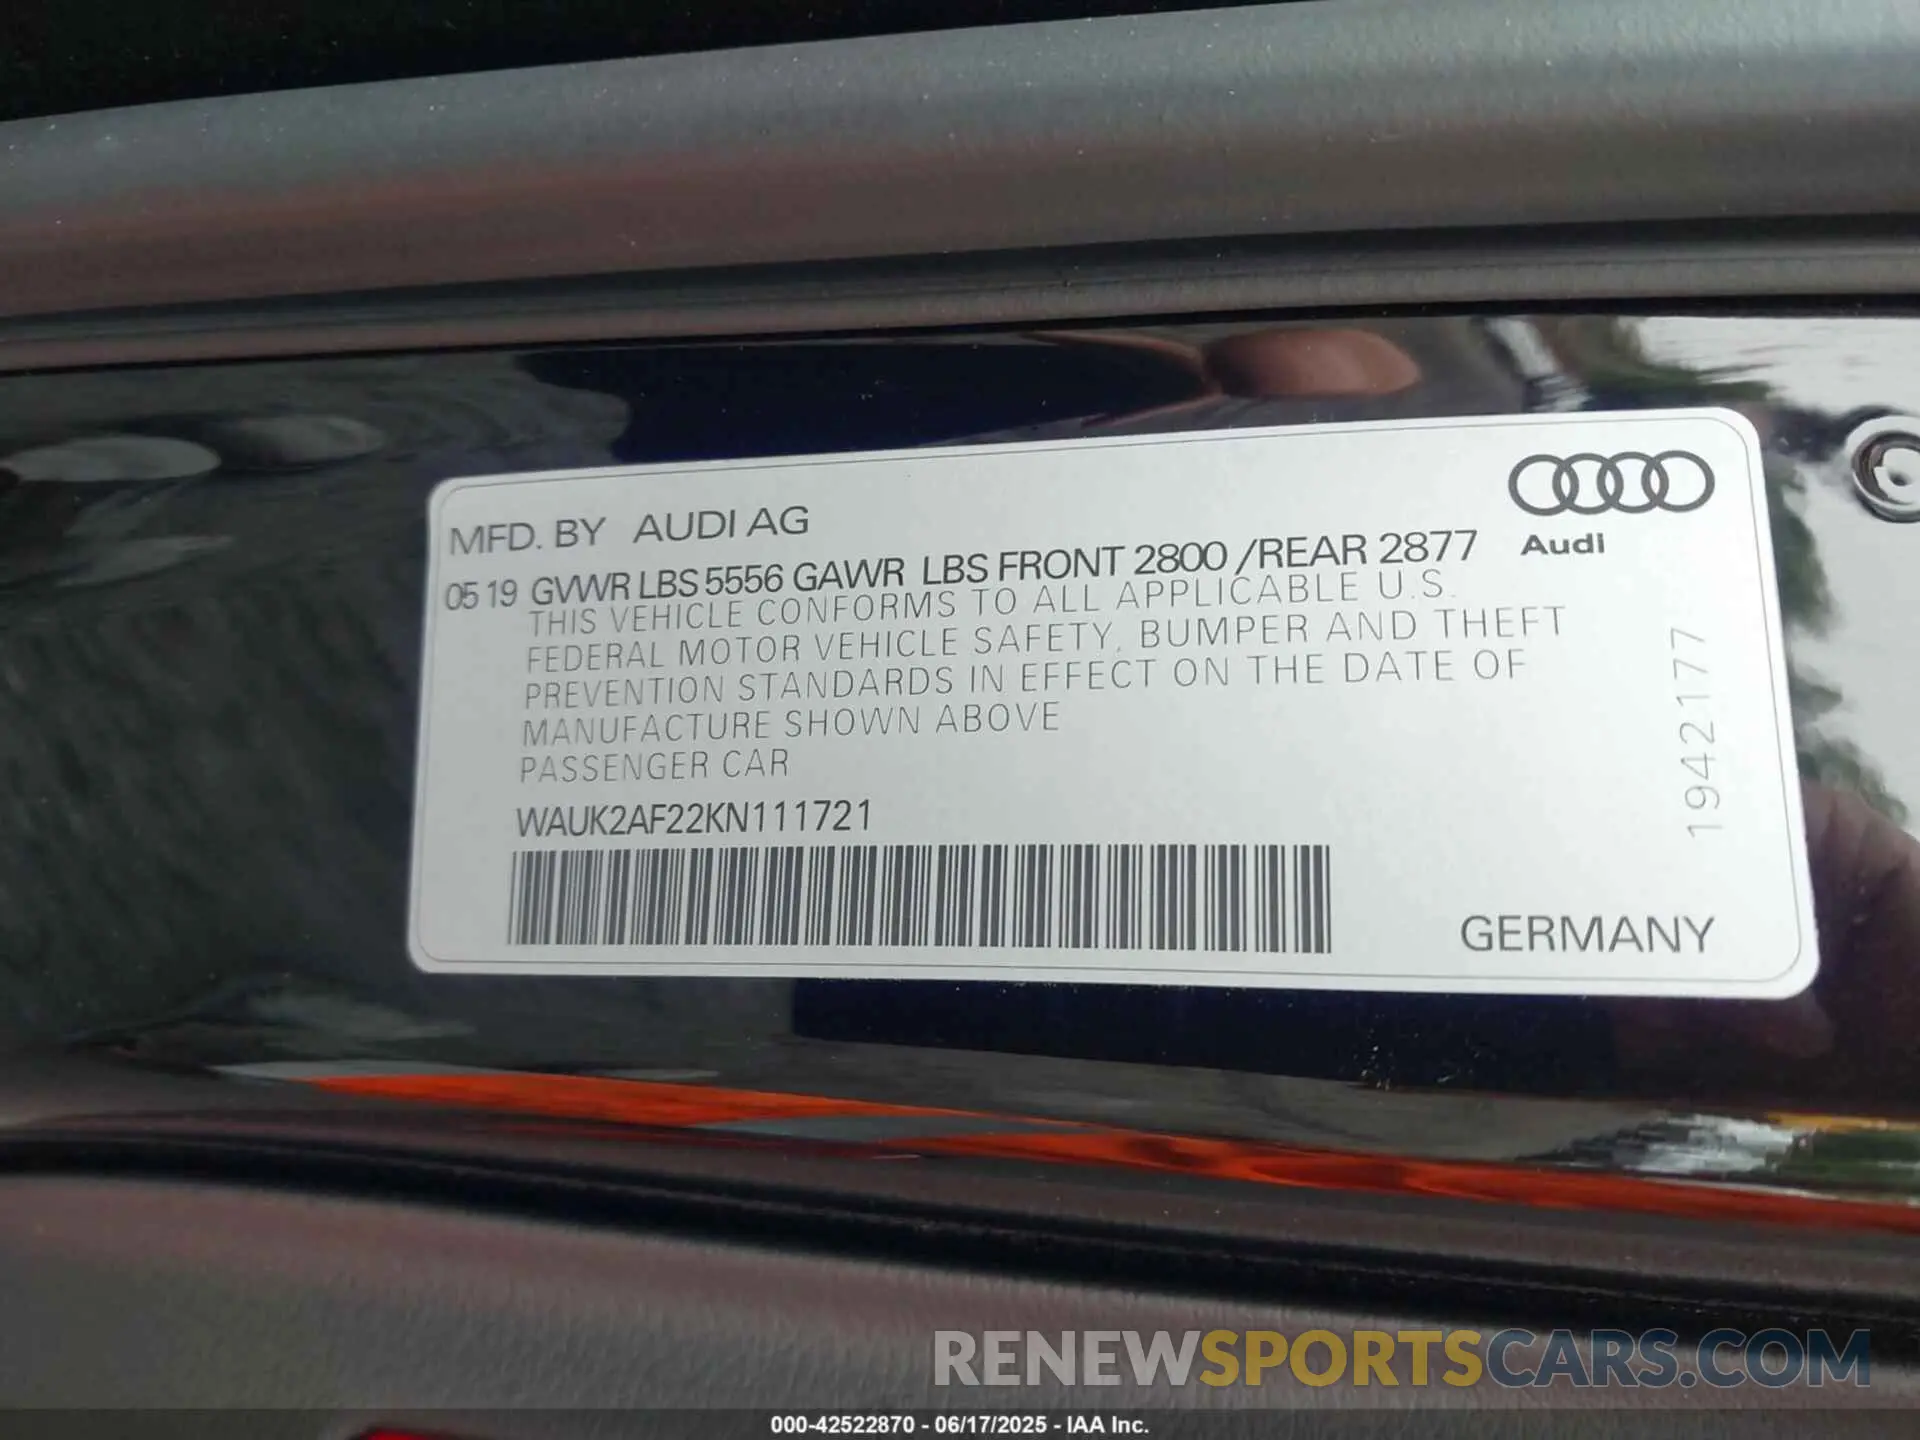 MFD. BY AUDI AG
Audi
05 19 GVWR LBS 5556 GAWR LBS FRONT 2800 /REAR 2877
THIS VEHICLE CONFORMS TO ALL APPLICABLE U.S.
FEDERAL MOTOR VEHICLE SAFETY, BUMPER AND THEFT
PREVENTION STANDARDS IN EFFECT ON THE DATE OF
MANUFACTURE SHOWN ABOVE
PASSENGER CAR
WAUK2AF22KN111721
1942177
GERMANY
RENEWSPORTSCARS.COM
000-42522870 - 06/17/2025 - IAA Inc.